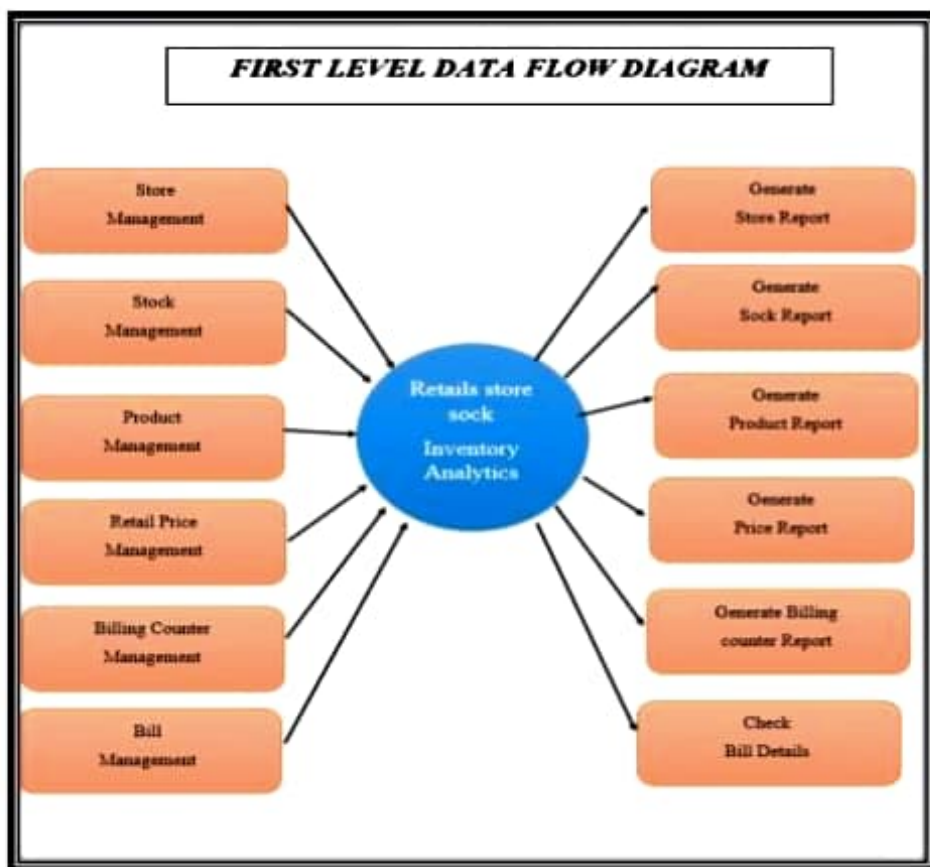 FIRST LEVEL DATA FLOW DIAGRAM
Store
Management
Stock
Management
Product
Management
Retail Price
Management
Billing Counter
Management
Bill
Management
Retails store
sock
Inventory
Analytics
Generate
Store Report
Generate
Sock Report
Generate
Product Report
Generate
Price Report
Generate Billing
counter Report
Check
Bill Details